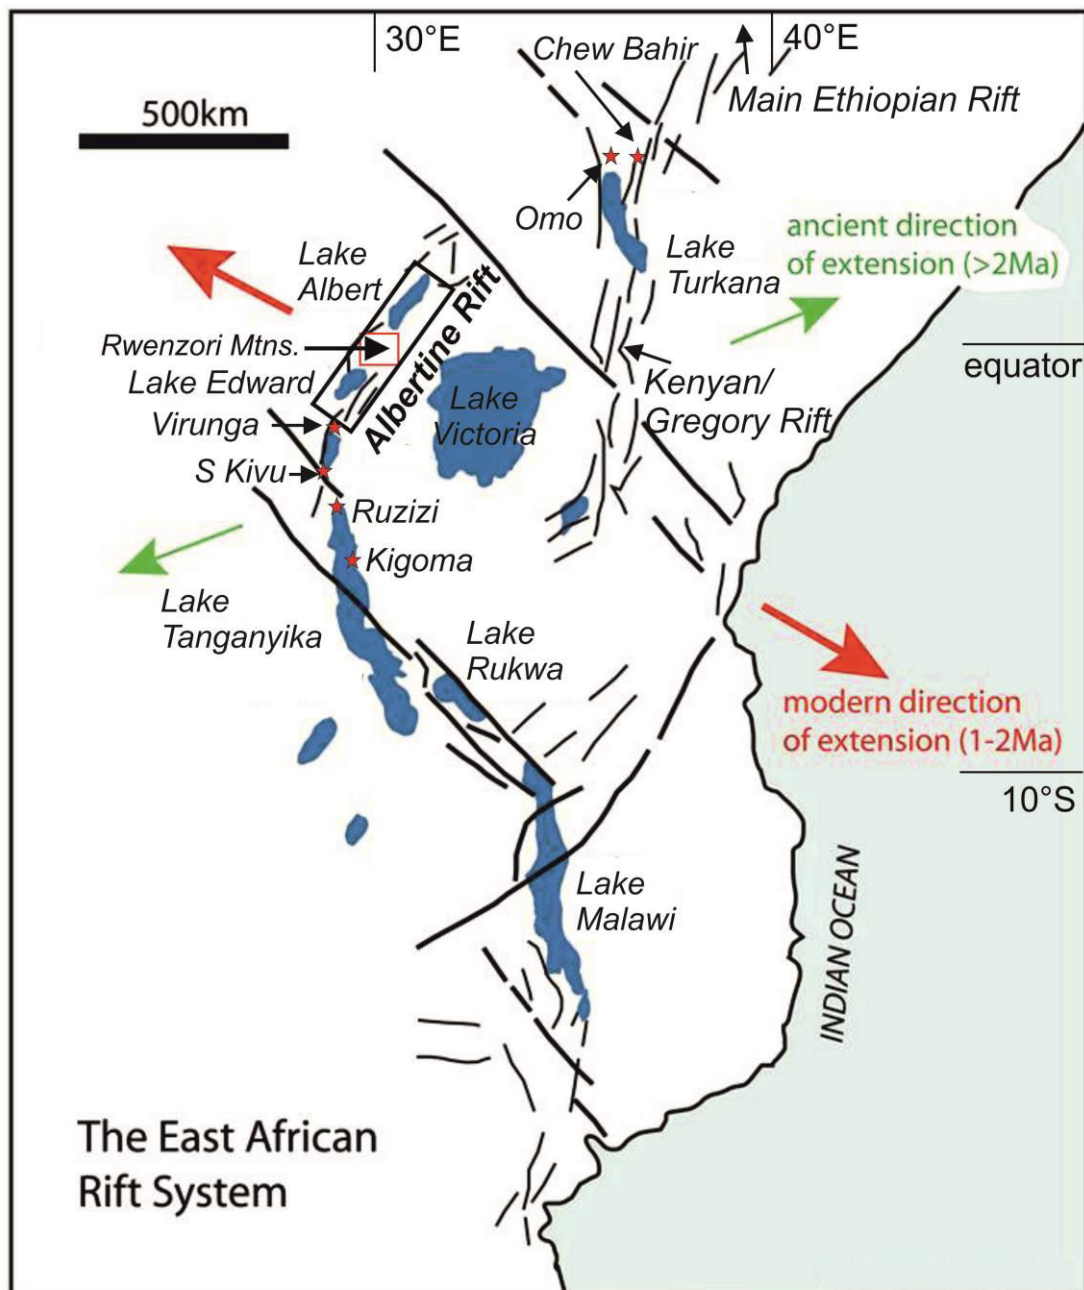 30°E
40°E
Chew Bahir
Main Ethiopian Rift
500km
Omo
ancient direction
of extension (>2Ma)
Lake
Albert
Lake
Turkana
Albertine Rift
Rwenzori Mtns.
equator
Lake Edward
Kenyan/
Gregory Rift
Lake
Victoria
Virunga
S Kivu
Ruzizi
Kigoma
Lake
Tanganyika
Lake
Rukwa
modern direction
of extension (1-2Ma)
10°S
Lake
Malawi
INDIAN OCEAN
The East African
Rift System